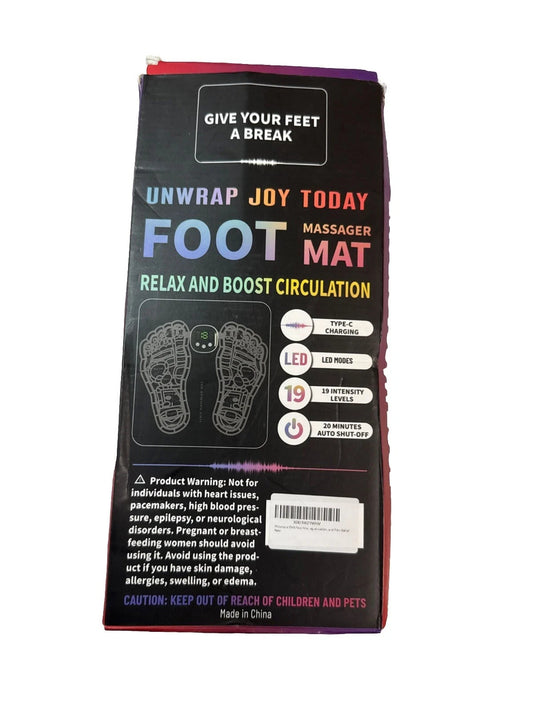 GIVE YOUR FEET
A BREAK
UNWRAP JOY TODAY
FOOT MASSAGER
MAT
RELAX AND BOOST CIRCULATION
TYPE-C
CHARGING
LED LED MODES
19 19 INTENSITY
LEVELS
20 MINUTES
AUTO SHUT-OFF
⚠ Product Warning: Not for
individuals with heart issues,
pacemakers, high blood pres-
sure, epilepsy, or neurological
disorders. Pregnant or breast-
feeding women should avoid
using it. Avoid using the prod-
uct if you have skin damage,
allergies, swelling, or edema.
CAUTION: KEEP OUT OF REACH OF CHILDREN AND PETS
Made in China